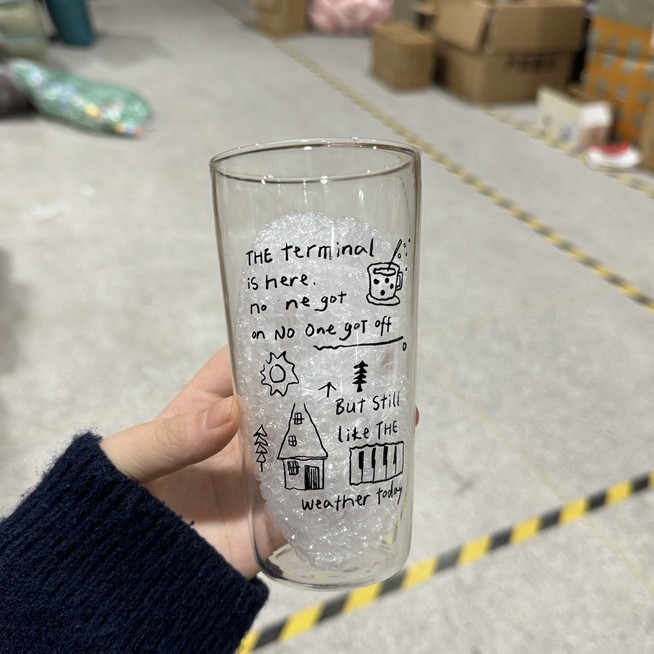 THE terminal
is here.
no ne got
on NO One got off
But Still
like THE
weather today